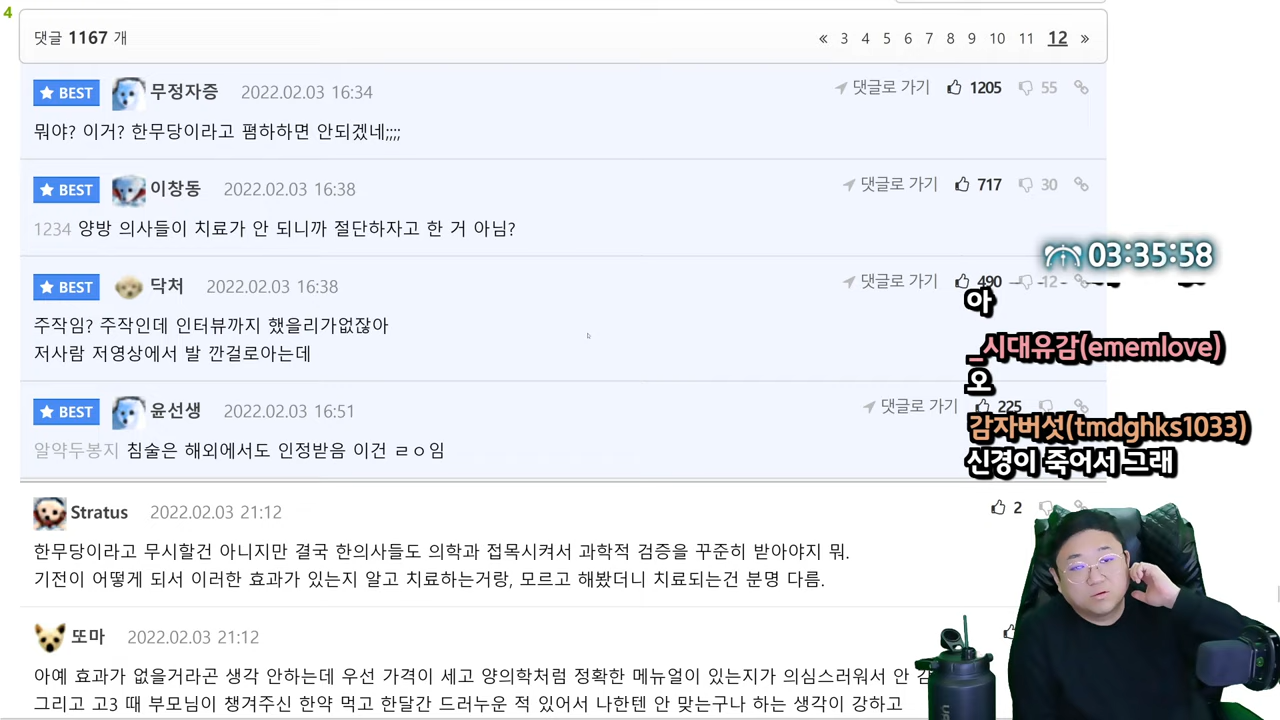 4
댓글 1167 개
« 3 4 5 6 7 8 9 10 11 12 »
★ BEST 무정자증 2022.02.03 16:34 댓글로 가기 1205 55
뭐야? 이거? 한무당이라고 폄하하면 안되겠네;;;;
★ BEST 이창동 2022.02.03 16:38 댓글로 가기 717 30
1234 양방 의사들이 치료가 안 되니까 절단하자고 한 거 아님?
03:35:58
★ BEST 닥처 2022.02.03 16:38 댓글로 가기 490 12
아
주작임? 주작인데 인터뷰까지 했을리가없잖아
저사람 저영상에서 발 깐걸로아는데
_시대유감(ememlove)
오
★ BEST 윤선생 2022.02.03 16:51 댓글로 가기 225
알약두봉지 침술은 해외에서도 인정받음 이건 ㄹㅇ임
감자버섯(tmdghks1033)
신경이 죽어서 그래
Stratus 2022.02.03 21:12 2
한무당이라고 무시할건 아니지만 결국 한의사들도 의학과 접목시켜서 과학적 검증을 꾸준히 받아야지 뭐.
기전이 어떻게 되서 이러한 효과가 있는지 알고 치료하는거랑, 모르고 해봤더니 치료되는건 분명 다름.
또마 2022.02.03 21:12
아예 효과가 없을거라곤 생각 안하는데 우선 가격이 세고 양의학처럼 정확한 메뉴얼이 있는지가 의심스러워서 안
그리고 고3 때 부모님이 챙겨주신 한약 먹고 한달간 드러누운 적 있어서 나한텐 안 맞는구나 하는 생각이 강하고